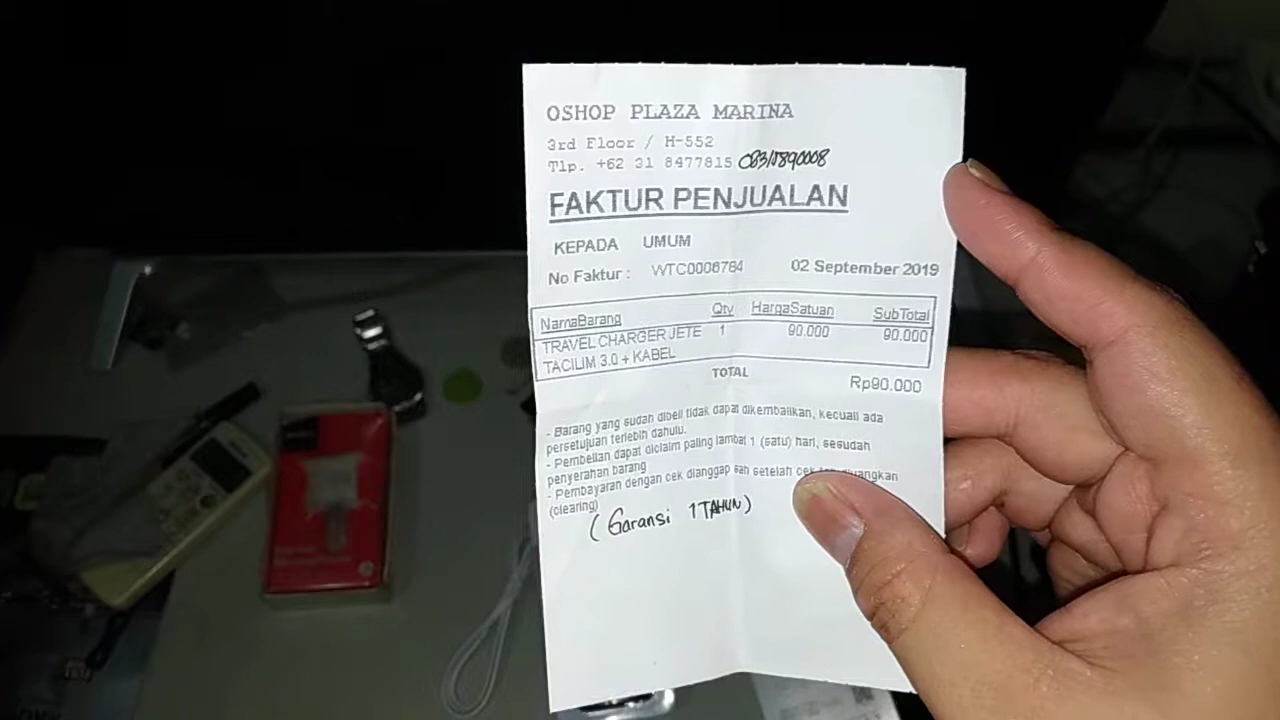 OSHOP PLAZA MARINA
3rd Floor / H-552
Tlp. +62 31 8477815
FAKTUR PENJUALAN
KEPADA UMUM
No Faktur : WTC0006784 02 September 2019
NamaBarang Qty HargaSatuan SubTotal
TRAVEL CHARGER JETE 1 90.000 90.000
TACILIM 3.0 + KABEL
TOTAL Rp90.000
- Barang yang sudah dibeli tidak dapat dikembalikan, kecuali ada
persetujuan terlebih dahulu.
- Pembelian dapat diclaim paling lambat 1 (satu) hari, sesudah
penyerahan barang
- Pembayaran dengan cek dianggap sah setelah cek
(clearing)
(Garansi 1 TAHUN)